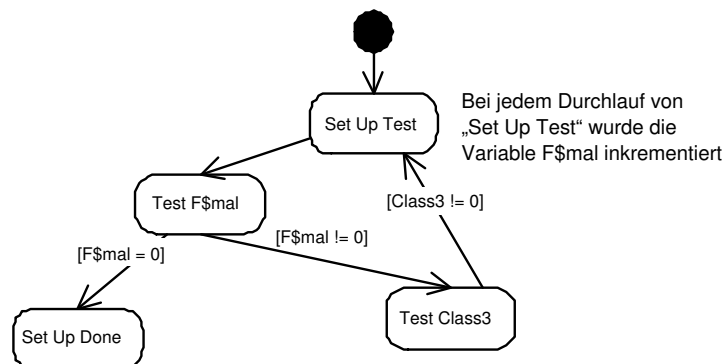 Set Up Test
Bei jedem Durchlauf von
„Set Up Test“ wurde die
Variable F$mal inkrementiert
Test F$mal
[Class3 != 0]
[F$mal != 0]
[F$mal = 0]
Test Class3
Set Up Done